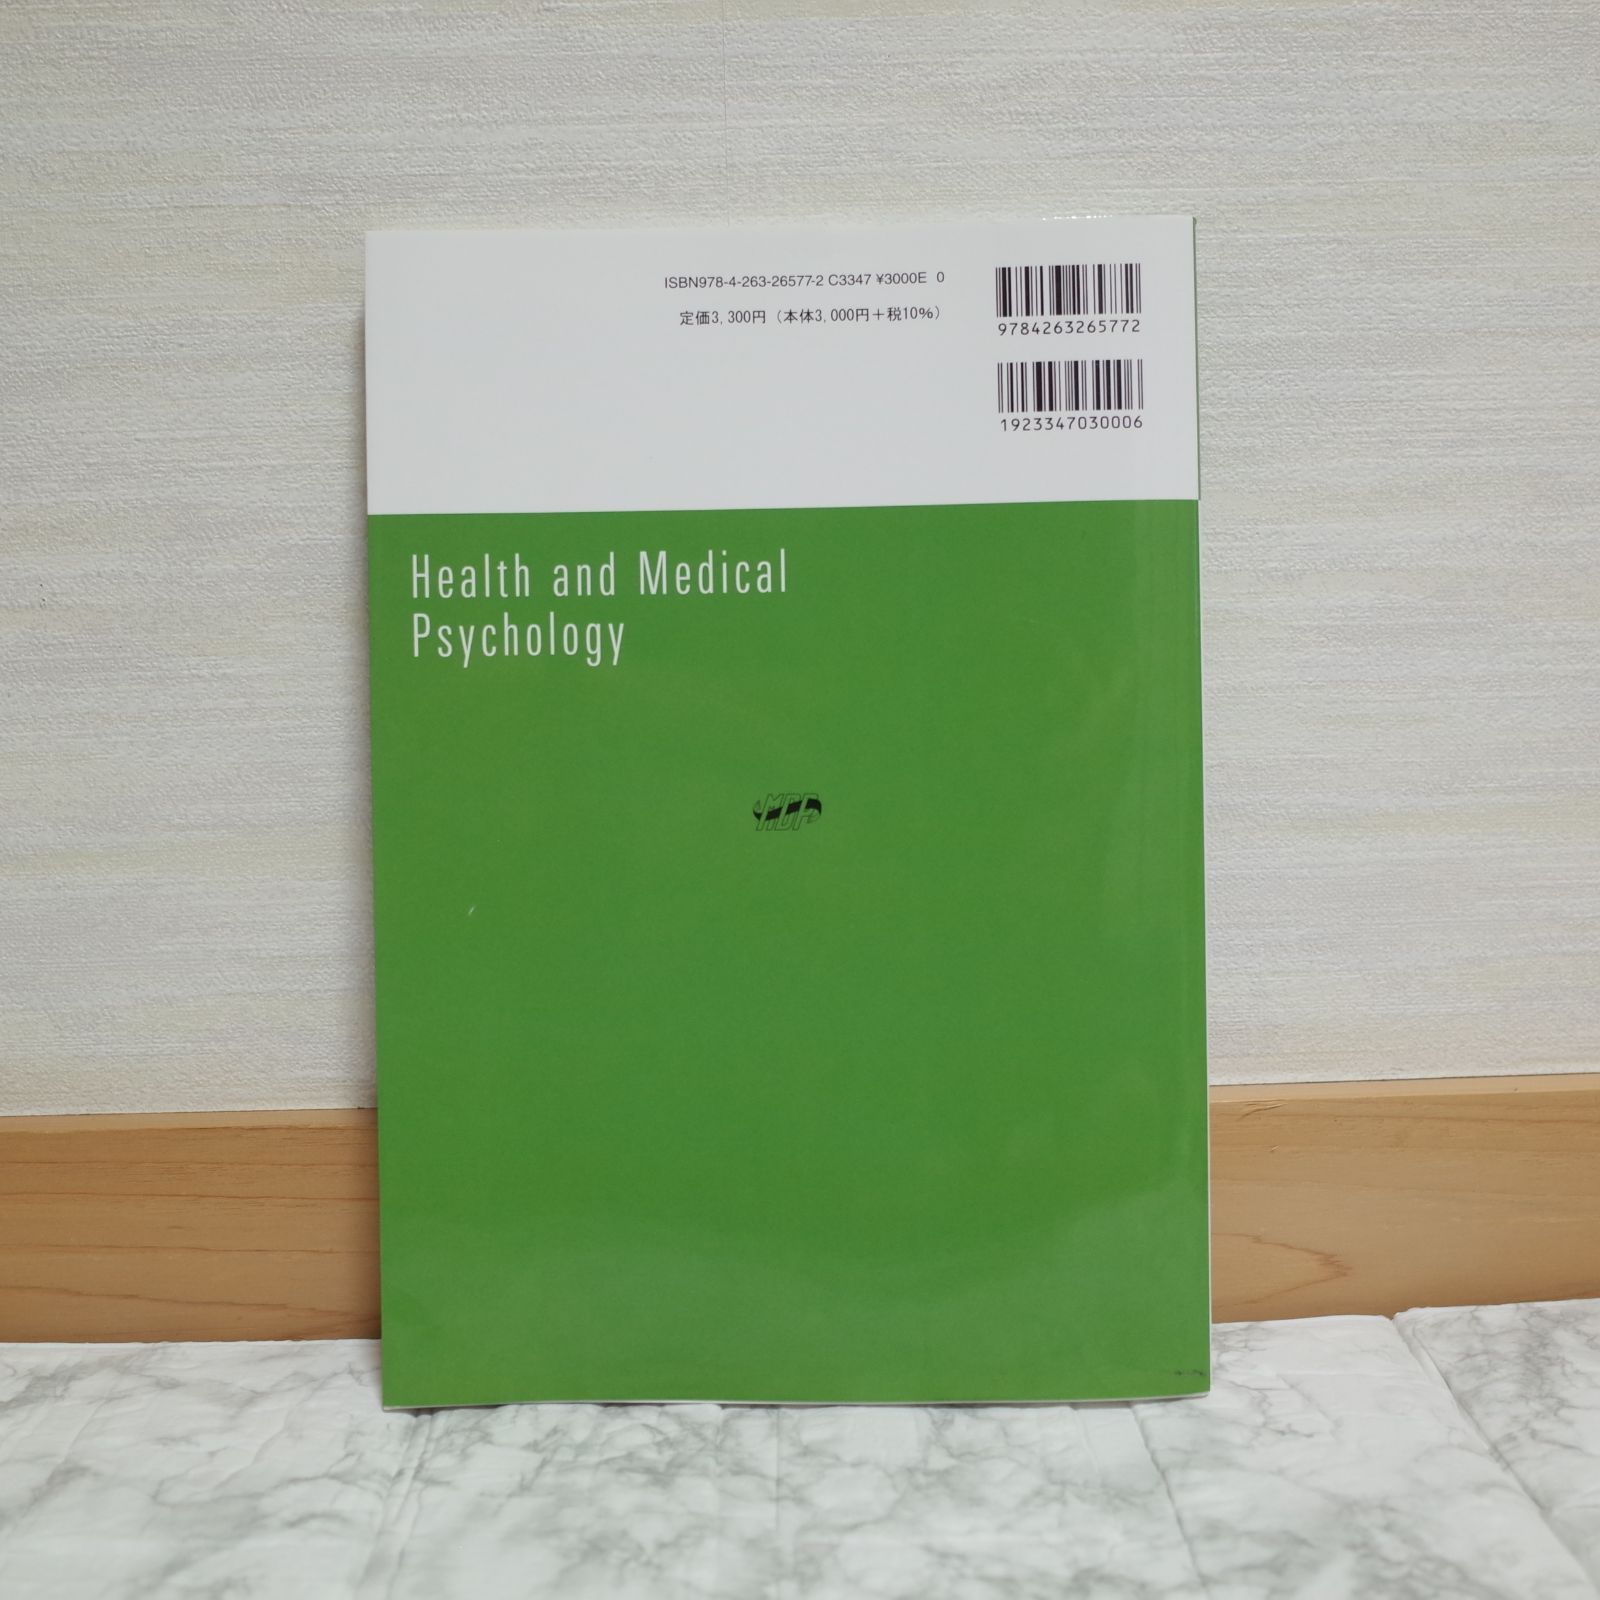 ISBN978-4-263-26577-2 C3347 ¥3000E 0
定価3,300円（本体3,000円＋税10%）
9784263265772
1923347030006
Health and Medical
Psychology
MDP